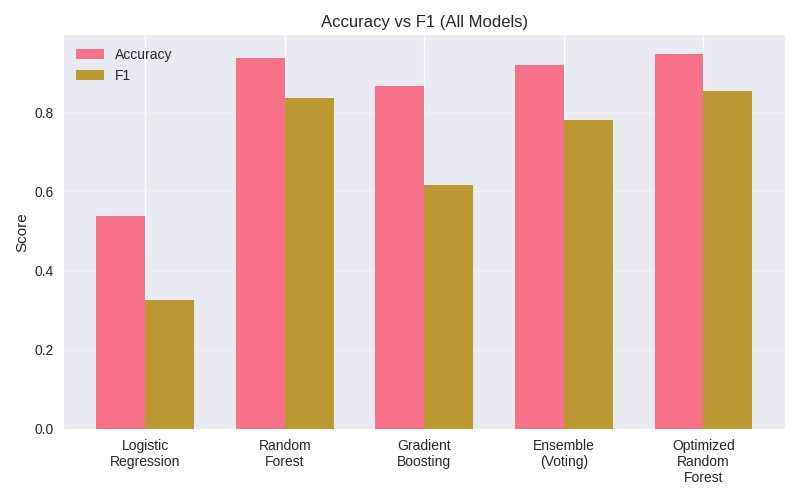 Accuracy vs F1 (All Models)
Accuracy
F1
Score
0.8
0.6
0.4
0.2
0.0
Logistic
Regression
Random
Forest
Gradient
Boosting
Ensemble
(Voting)
Optimized
Random
Forest